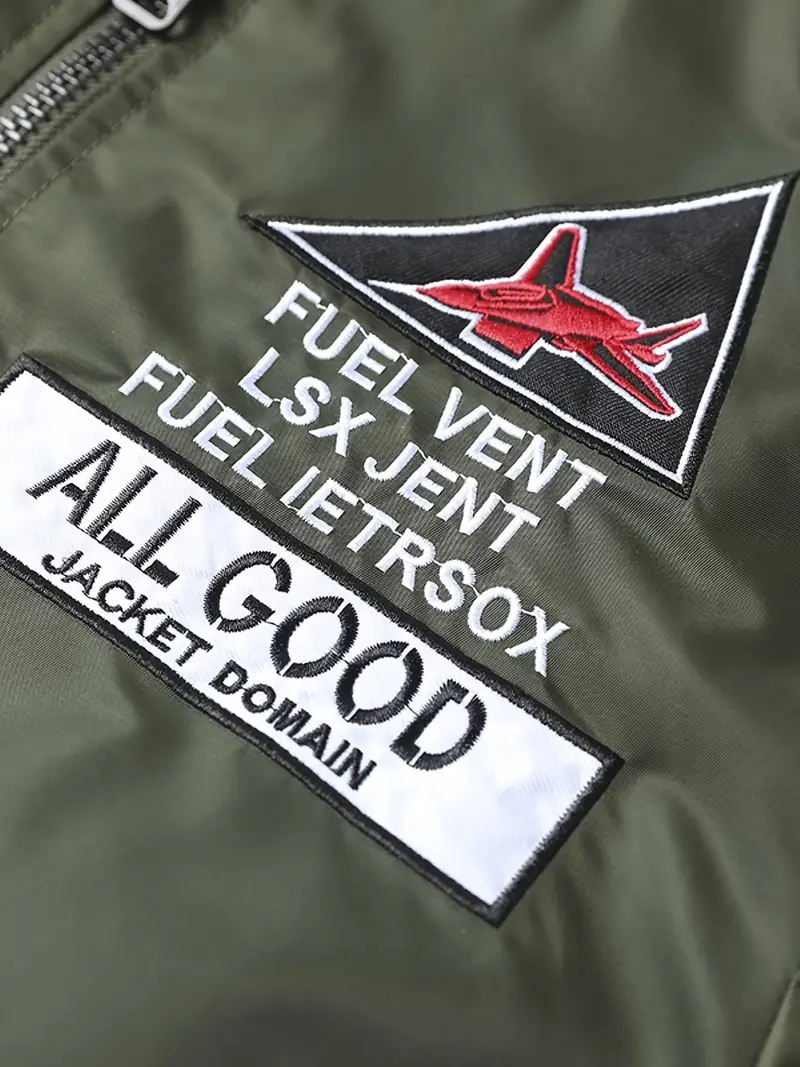 FUEL VENT
LSX JENT
FUEL IETRSOX
ALL GOOD
JACKET DOMAIN